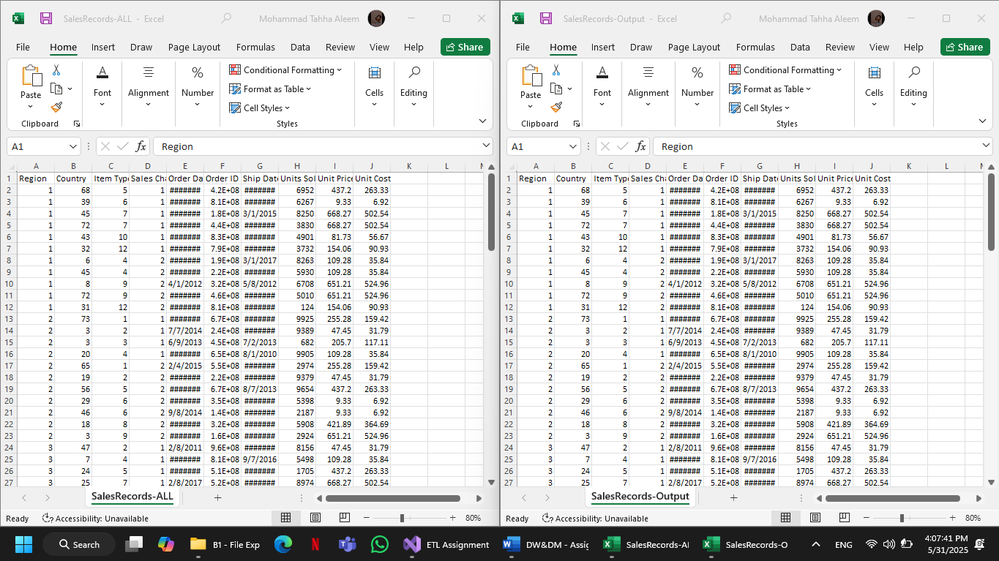 SalesRecords-ALL - Excel Mohammad Tahha Aleem
File Home Insert Draw Page Layout Formulas Data Review View Help Share
Paste Font Alignment Number Conditional Formatting Format as Table Cell Styles Cells Editing
Clipboard Styles
A1 fx Region
A B C D E F G H I J K L M
1 Region Country Item Type Sales Cha Order Da Order ID Ship Date Units Sol Unit Price Unit Cost
2 1 68 5 1 ####### 4.2E+08 ####### 6952 437.2 263.33
3 1 39 6 1 ####### 8.1E+08 ####### 6267 9.33 6.92
4 1 45 7 1 ####### 1.8E+08 3/1/2015 8250 668.27 502.54
5 1 72 7 1 ####### 4.4E+08 ####### 3830 668.27 502.54
6 1 43 10 1 ####### 8.3E+08 ####### 4901 81.73 56.67
7 1 32 12 1 ####### 7.9E+08 ####### 3732 154.06 90.93
8 1 6 4 2 ####### 1.9E+08 3/1/2017 8263 109.28 35.84
9 1 45 4 2 ####### 2.2E+08 ####### 5930 109.28 35.84
10 1 8 9 2 4/1/2012 3.2E+08 5/8/2012 6708 651.21 524.96
11 1 72 9 2 ####### 4.6E+08 ####### 5010 651.21 524.96
12 1 31 12 2 ####### 8.1E+08 ####### 124 154.06 90.93
13 2 73 1 1 ####### 6.7E+08 ####### 9925 255.28 159.42
14 2 3 2 1 7/7/2014 2.4E+08 ####### 9389 47.45 31.79
15 2 3 3 1 6/9/2013 4.5E+08 7/2/2013 682 205.7 117.11
16 2 20 4 1 ####### 6.5E+08 8/1/2010 9905 109.28 35.84
17 2 65 1 2 2/4/2015 5.5E+08 ####### 2974 255.28 159.42
18 2 19 2 2 ####### 2.2E+08 ####### 9379 47.45 31.79
19 2 56 5 2 ####### 6.7E+08 8/7/2013 9654 437.2 263.33
20 2 29 6 2 ####### 3.5E+08 ####### 5398 9.33 6.92
21 2 46 6 2 9/8/2014 1.4E+08 ####### 2187 9.33 6.92
22 2 18 8 2 ####### 3.2E+08 ####### 5908 421.89 364.69
23 2 3 9 2 ####### 1.6E+08 ####### 2924 651.21 524.96
24 3 47 2 1 2/8/2011 9.6E+08 ####### 8156 47.45 31.79
25 3 7 4 1 ####### 8.1E+08 9/7/2016 5498 109.28 35.84
26 3 24 5 1 ####### 5.1E+08 ####### 1705 437.2 263.33
27 3 25 7 1 2/8/2017 5.2E+08 ####### 8974 668.27 502.54
SalesRecords-ALL
Ready Accessibility: Unavailable 80%
SalesRecords-Output - Excel Mohammad Tahha Aleem
File Home Insert Draw Page Layout Formulas Data Review View Help Share
Paste Font Alignment Number Conditional Formatting Format as Table Cell Styles Cells Editing
Clipboard Styles
A1 fx Region
A B C D E F G H I J K L M
1 Region Country Item Type Sales Cha Order Da Order ID Ship Date Units Sol Unit Price Unit Cost
2 1 68 5 1 ####### 4.2E+08 ####### 6952 437.2 263.33
3 1 39 6 1 ####### 8.1E+08 ####### 6267 9.33 6.92
4 1 45 7 1 ####### 1.8E+08 3/1/2015 8250 668.27 502.54
5 1 72 7 1 ####### 4.4E+08 ####### 3830 668.27 502.54
6 1 43 10 1 ####### 8.3E+08 ####### 4901 81.73 56.67
7 1 32 12 1 ####### 7.9E+08 ####### 3732 154.06 90.93
8 1 6 4 2 ####### 1.9E+08 3/1/2017 8263 109.28 35.84
9 1 45 4 2 ####### 2.2E+08 ####### 5930 109.28 35.84
10 1 8 9 2 4/1/2012 3.2E+08 5/8/2012 6708 651.21 524.96
11 1 72 9 2 ####### 4.6E+08 ####### 5010 651.21 524.96
12 1 31 12 2 ####### 8.1E+08 ####### 124 154.06 90.93
13 2 73 1 1 ####### 6.7E+08 ####### 9925 255.28 159.42
14 2 3 2 1 7/7/2014 2.4E+08 ####### 9389 47.45 31.79
15 2 3 3 1 6/9/2013 4.5E+08 7/2/2013 682 205.7 117.11
16 2 20 4 1 ####### 6.5E+08 8/1/2010 9905 109.28 35.84
17 2 65 1 2 2/4/2015 5.5E+08 ####### 2974 255.28 159.42
18 2 19 2 2 ####### 2.2E+08 ####### 9379 47.45 31.79
19 2 56 5 2 ####### 6.7E+08 8/7/2013 9654 437.2 263.33
20 2 29 6 2 ####### 3.5E+08 ####### 5398 9.33 6.92
21 2 46 6 2 9/8/2014 1.4E+08 ####### 2187 9.33 6.92
22 2 18 8 2 ####### 3.2E+08 ####### 5908 421.89 364.69
23 2 3 9 2 ####### 1.6E+08 ####### 2924 651.21 524.96
24 3 47 2 1 2/8/2011 9.6E+08 ####### 8156 47.45 31.79
25 3 7 4 1 ####### 8.1E+08 9/7/2016 5498 109.28 35.84
26 3 24 5 1 ####### 5.1E+08 ####### 1705 437.2 263.33
27 3 25 7 1 2/8/2017 5.2E+08 ####### 8974 668.27 502.54
SalesRecords-Output
Ready Accessibility: Unavailable 80%
Search B1 - File Exp ETL Assignment DW&DM - Assig SalesRecords-Al SalesRecords-O ENG 4:07:41 PM
5/31/2025